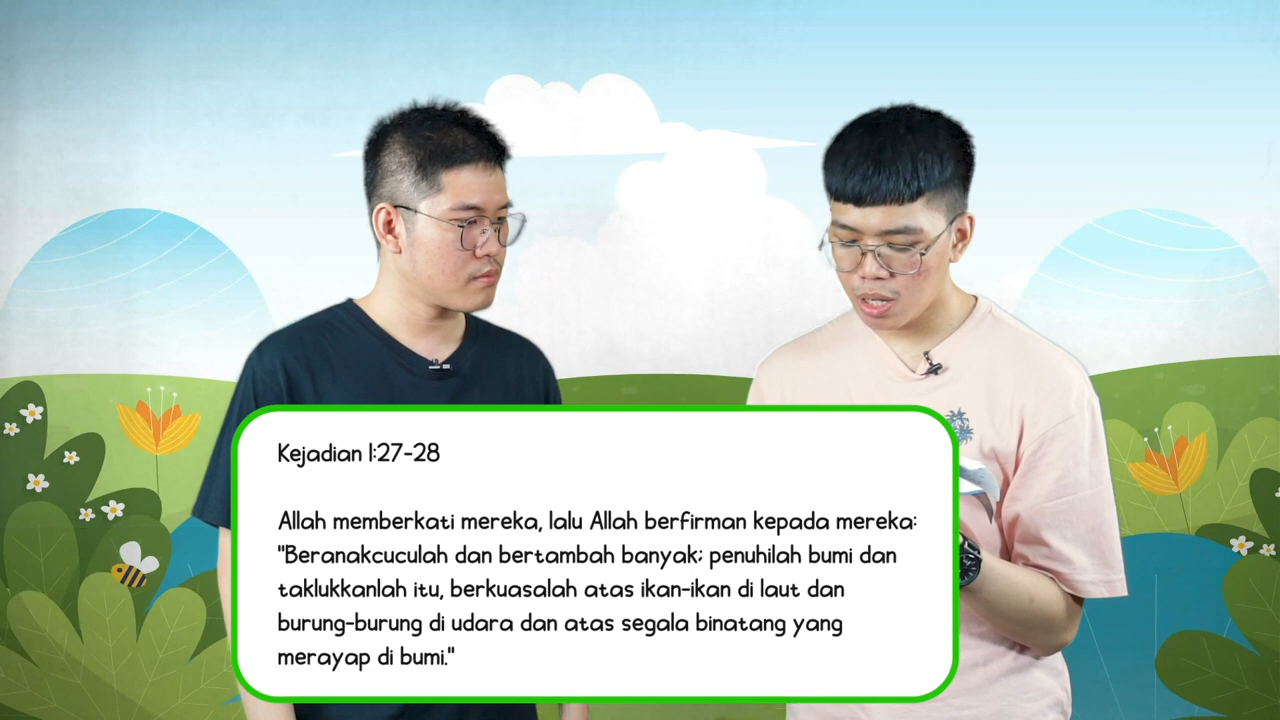 Kejadian 1:27-28
Allah memberkati mereka, lalu Allah berfirman kepada mereka:
"Beranakcuculah dan bertambah banyak; penuhilah bumi dan
taklukkanlah itu, berkuasalah atas ikan-ikan di laut dan
burung-burung di udara dan atas segala binatang yang
merayap di bumi."